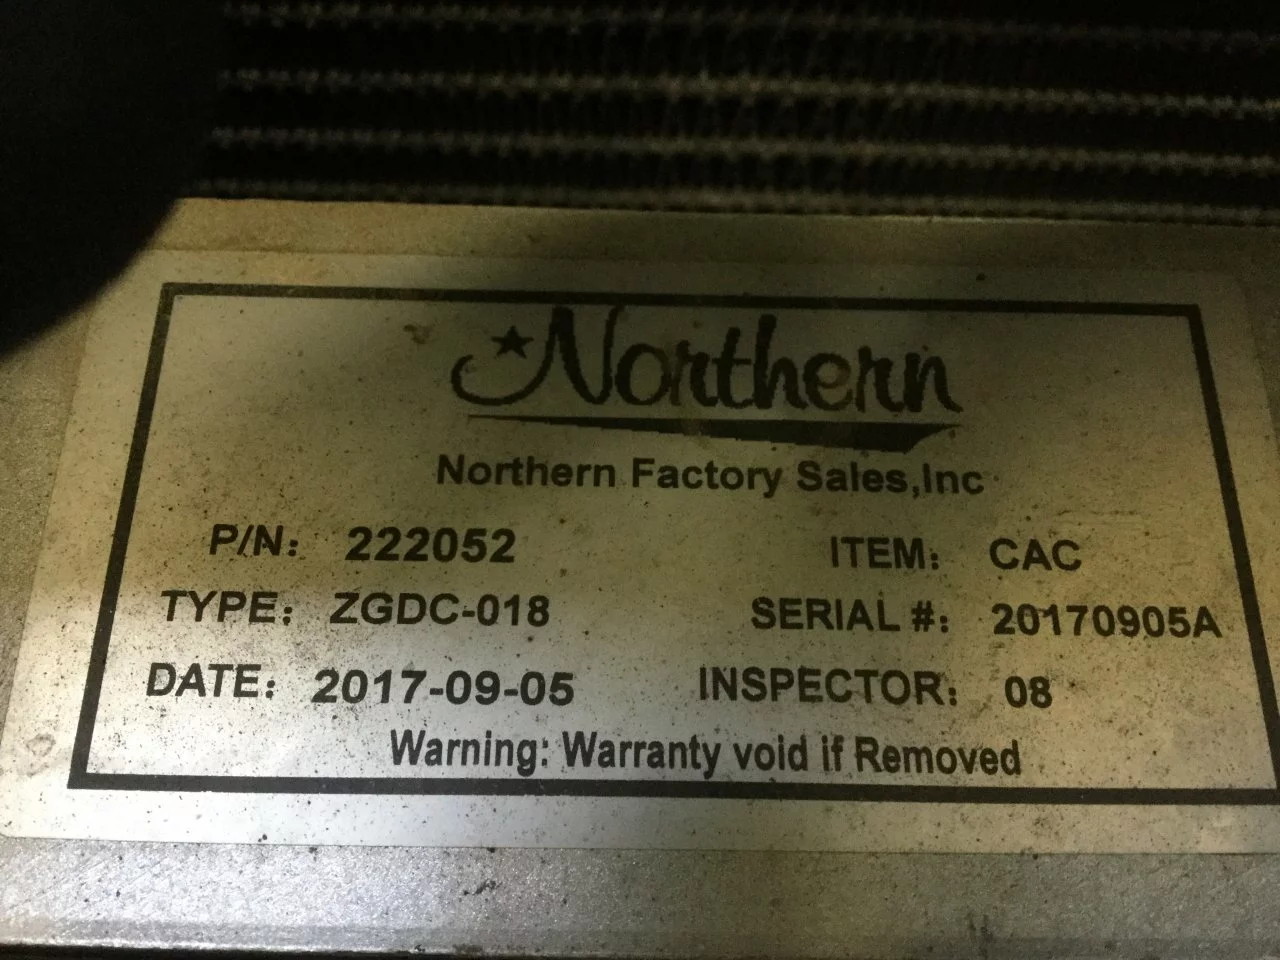 Northern
Northern Factory Sales,Inc
P/N: 222052 ITEM: CAC
TYPE: ZGDC-018 SERIAL #: 20170905A
DATE: 2017-09-05 INSPECTOR: 08
Warning: Warranty void if Removed